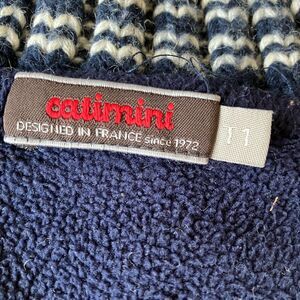 catimini
DESIGNED IN FRANCE since 1972
11